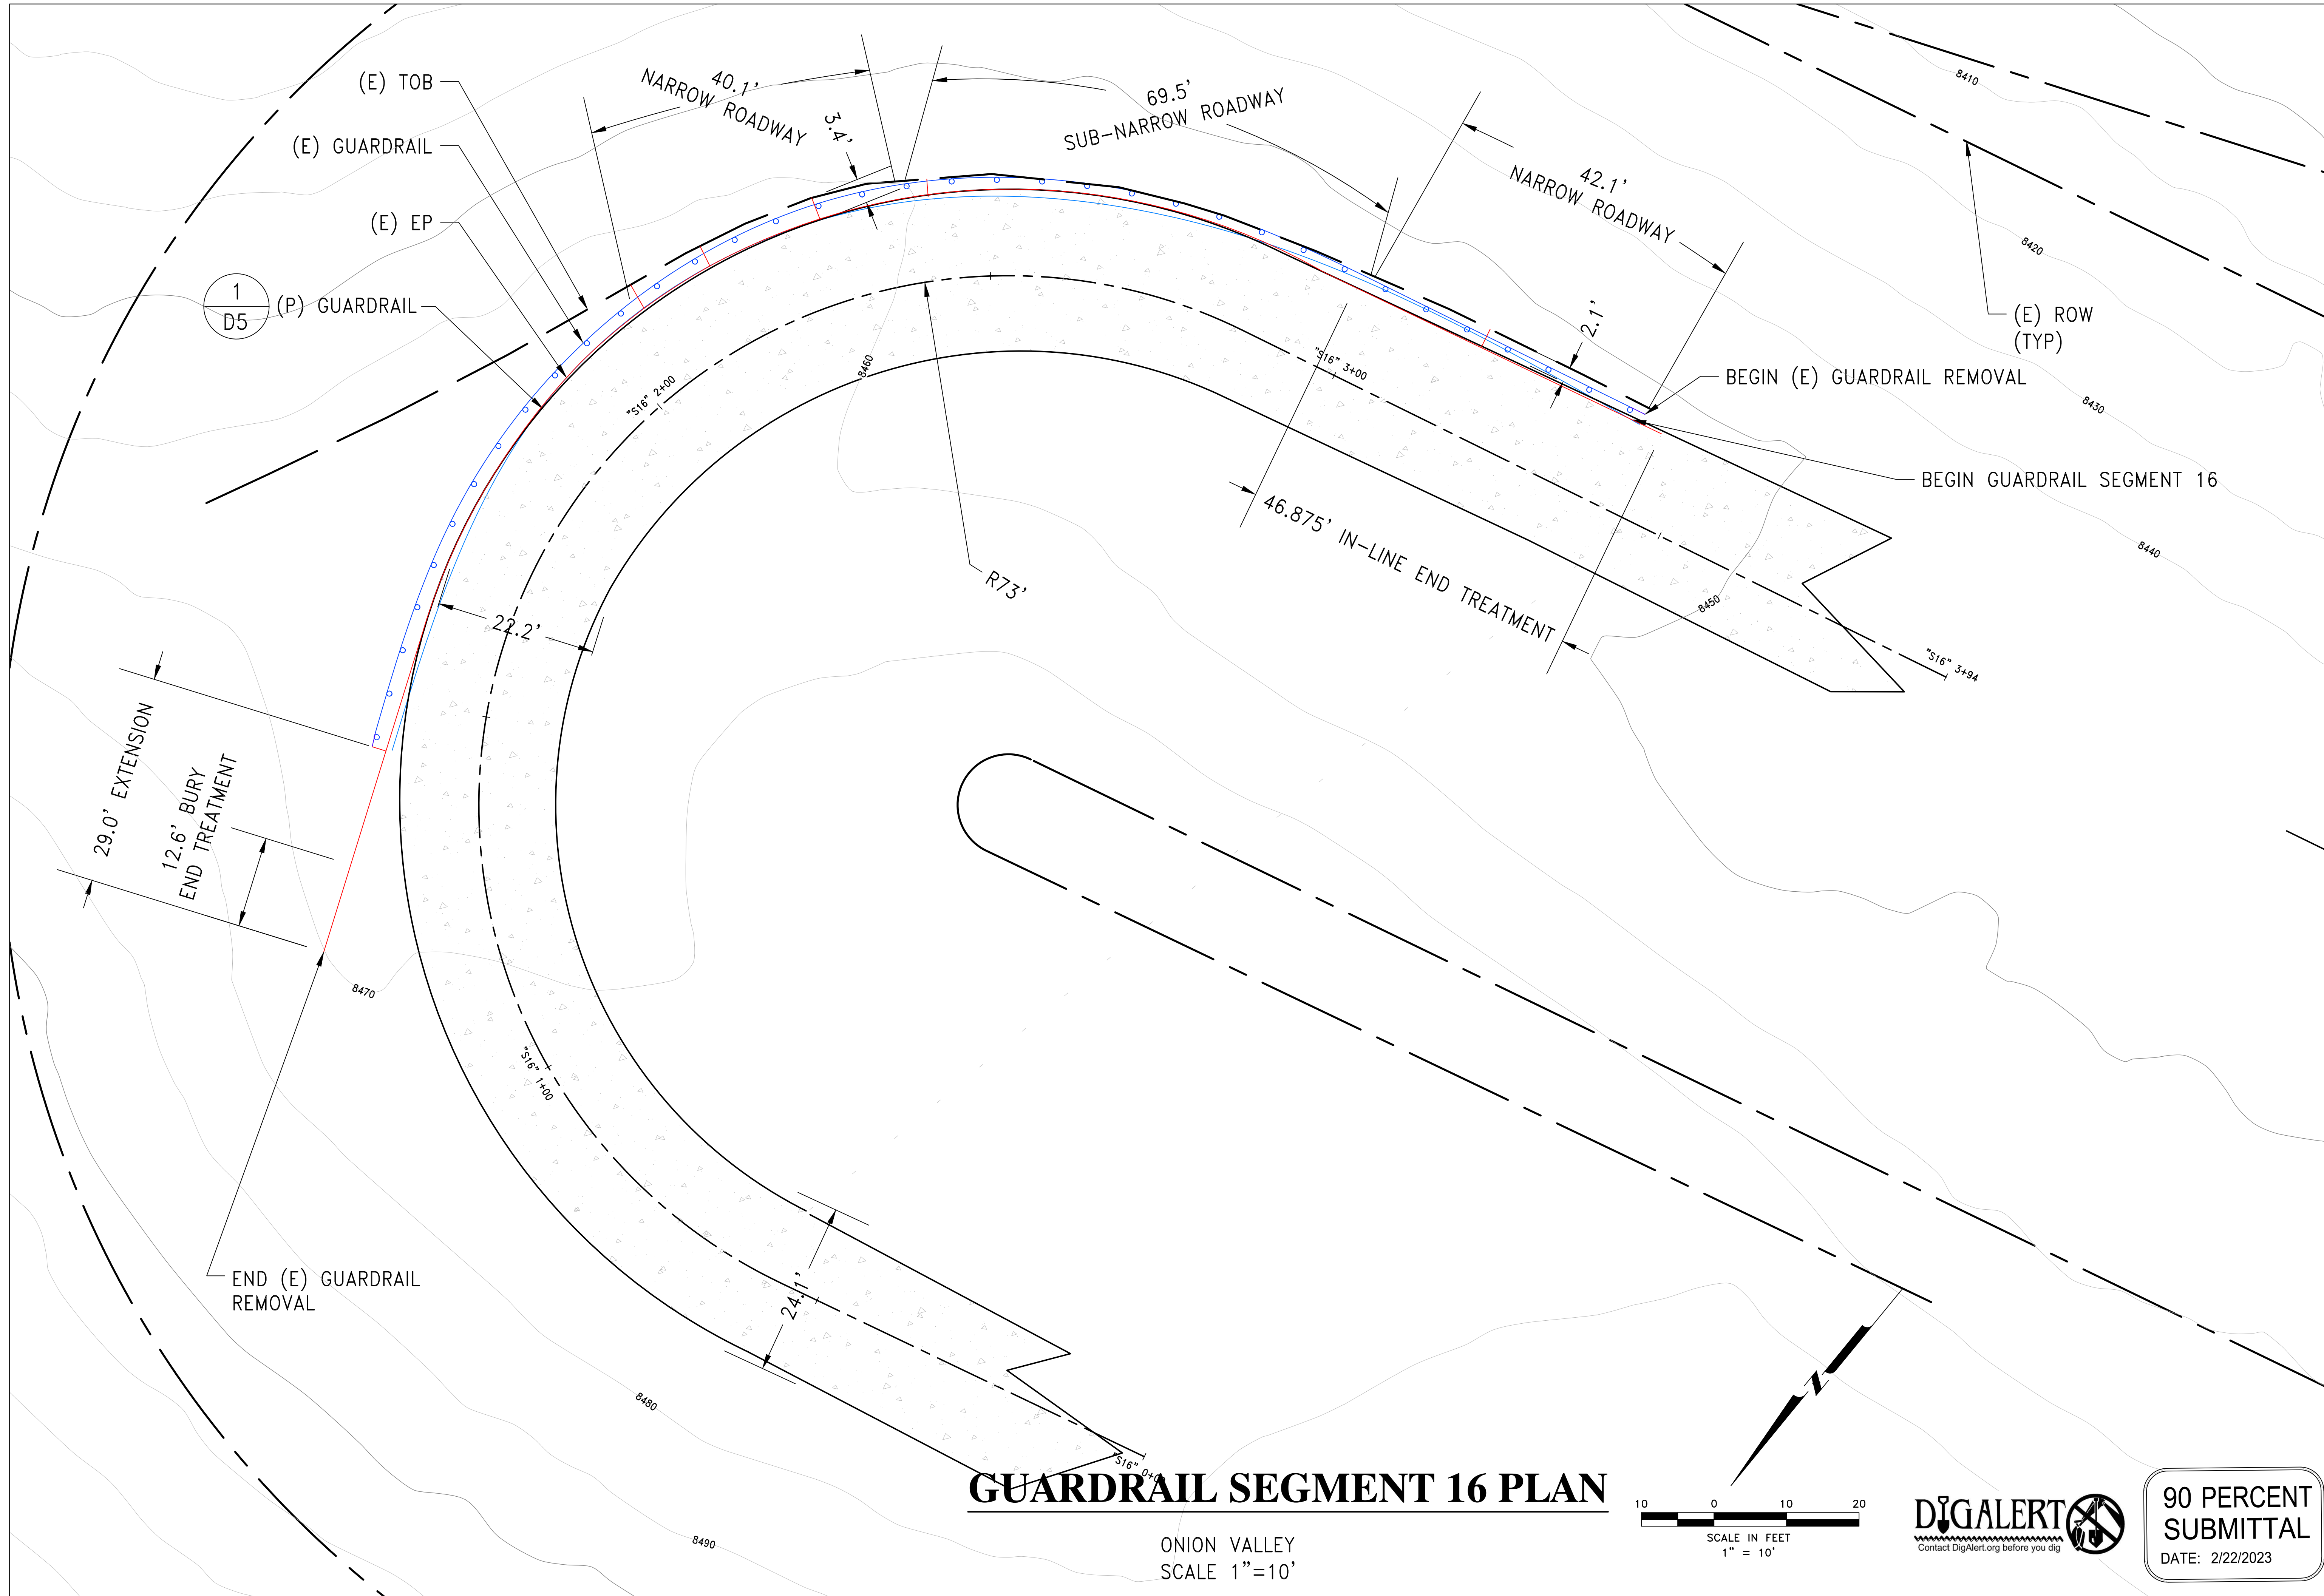 (E) TOB
(E) GUARDRAIL
(E) EP
1
D5
(P) GUARDRAIL
40.1'
NARROW ROADWAY
3.4'
69.5'
SUB-NARROW ROADWAY
42.1'
NARROW ROADWAY
2.1'
8410
8420
(E) ROW
(TYP)
BEGIN (E) GUARDRAIL REMOVAL
8430
BEGIN GUARDRAIL SEGMENT 16
8440
8460
"S16" 2+00
"S16" 3+00
46.875' IN-LINE END TREATMENT
R73'
8450
"S16" 3+94
22.2'
29.0' EXTENSION
12.6' BURY
END TREATMENT
8470
"S16" 1+00
END (E) GUARDRAIL
REMOVAL
24.1'
8480
8490
"S16" 0+00
GUARDRAIL SEGMENT 16 PLAN
ONION VALLEY
SCALE 1"=10'
N
10 0 10 20
SCALE IN FEET
1" = 10'
DIGALERT
Contact DigAlert.org before you dig
90 PERCENT
SUBMITTAL
DATE: 2/22/2023